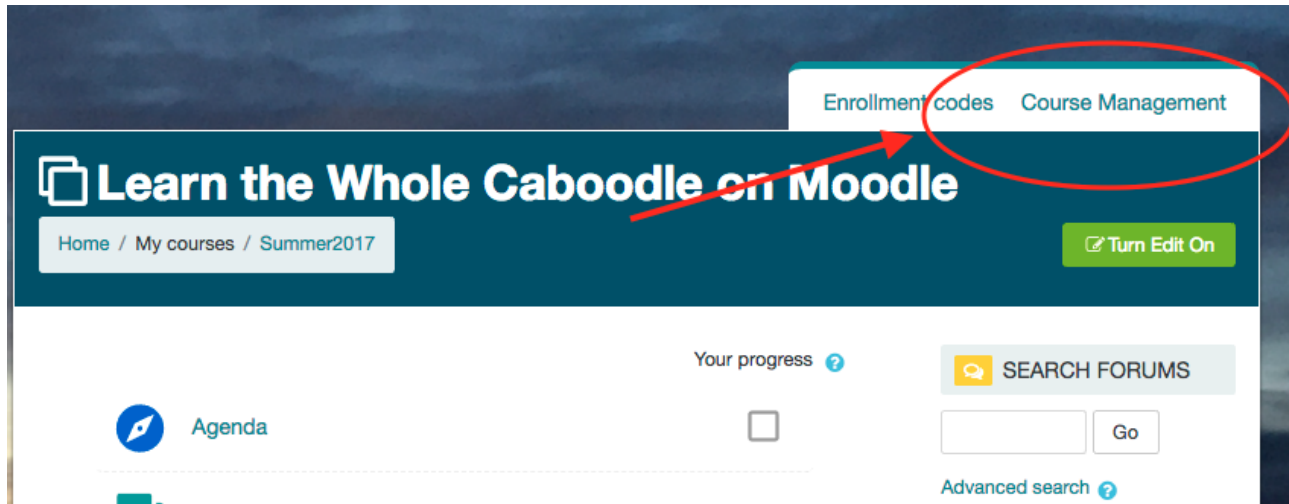 Enrollment codes Course Management
Learn the Whole Caboodle on Moodle
Home / My courses / Summer2017
Turn Edit On
Your progress ?
SEARCH FORUMS
Agenda
Go
Advanced search ?